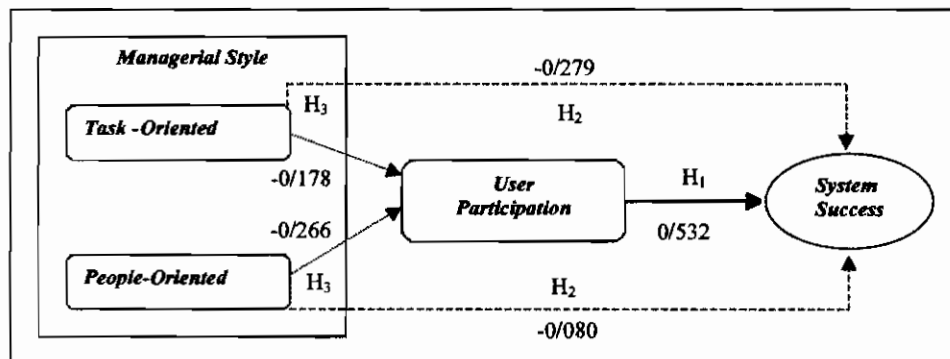 Managerial Style
-0/279
H3
H2
Task -Oriented
-0/178
User
Participation
H1
System
Success
-0/266
0/532
People-Oriented
H3
H2
-0/080